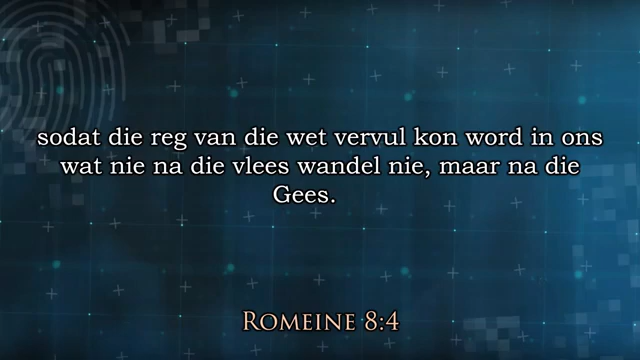 sodat die reg van die wet vervul kon word in ons
wat nie na die vlees wandel nie, maar na die
Gees.
Romeine 8:4